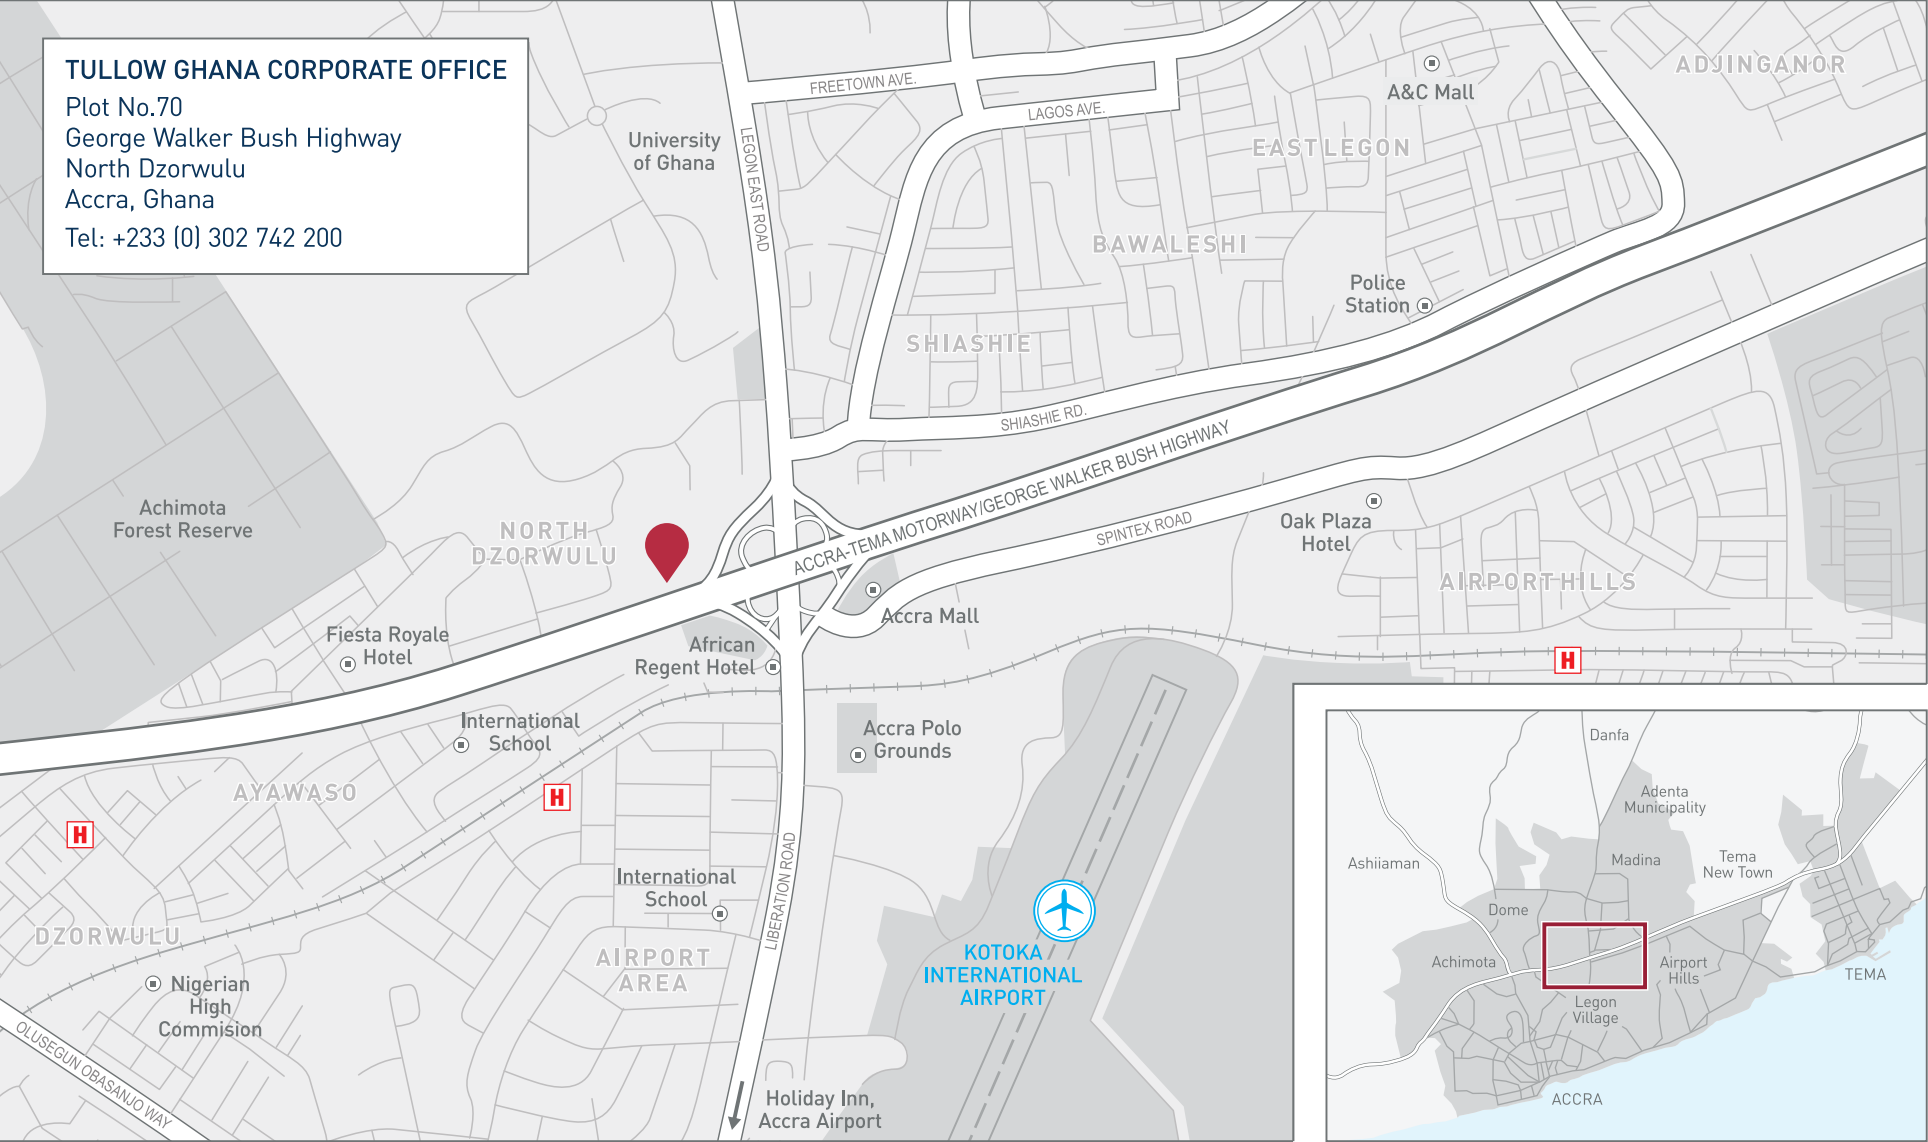 TULLOW GHANA CORPORATE OFFICE
Plot No.70
George Walker Bush Highway
North Dzorwulu
Accra, Ghana
Tel: +233 (0) 302 742 200
FREETOWN AVE.
LAGOS AVE.
A&C Mall
ADJINGANOR
University
of Ghana
LEGON EAST ROAD
EAST LEGON
BAWALESHI
Police
Station
SHIASHIE
SHIASHIE RD.
ACCRA-TEMA MOTORWAY/GEORGE WALKER BUSH HIGHWAY
SPINTEX ROAD
Achimota
Forest Reserve
NORTH
DZORWULU
Oak Plaza
Hotel
AIRPORT HILLS
Accra Mall
Fiesta Royale
Hotel
African
Regent Hotel
H
International
School
Accra Polo
Grounds
AYAWASO
H
H
International
School
LIBERATION ROAD
DZORWULU
AIRPORT
AREA
KOTOKA
INTERNATIONAL
AIRPORT
Nigerian
High
Commision
OLUSEGUN OBASANJO WAY
Holiday Inn,
Accra Airport
Danfa
Adenta
Municipality
Ashiiaman
Madina
Tema
New Town
Dome
Achimota
Airport
Hills
TEMA
Legon
Village
ACCRA